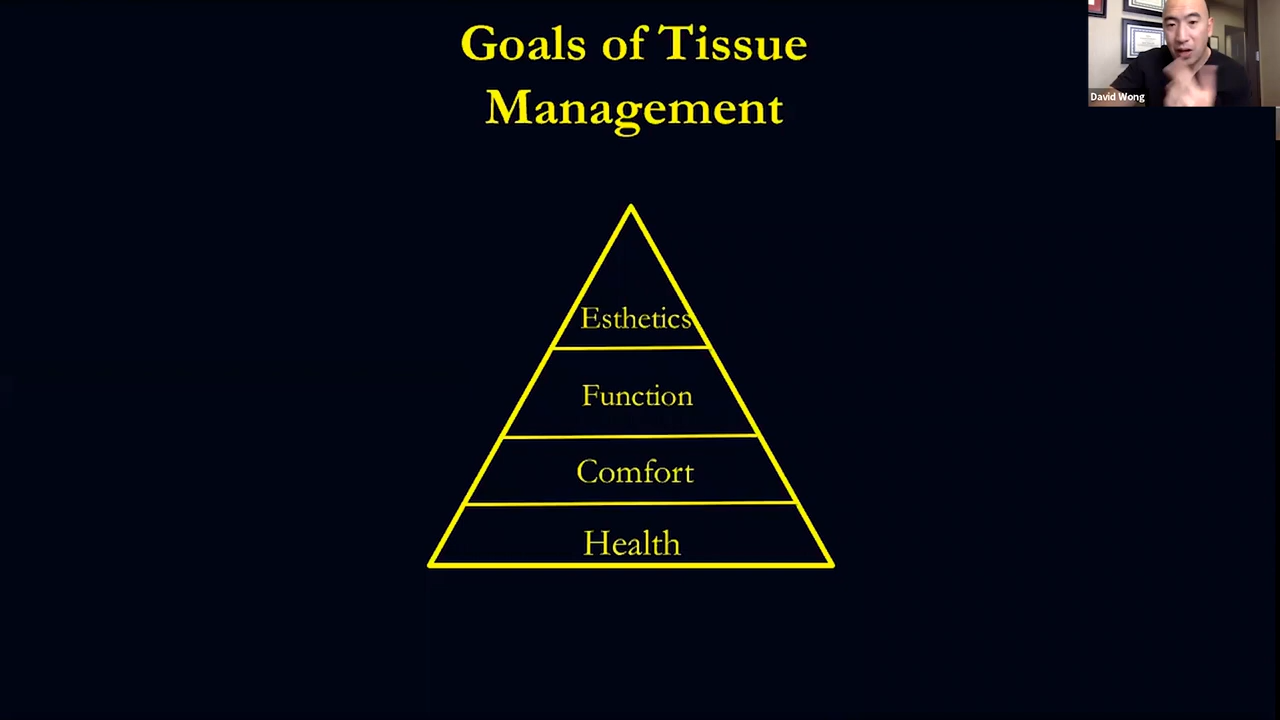 Goals of Tissue
Management
David Wong
Esthetics
Function
Comfort
Health